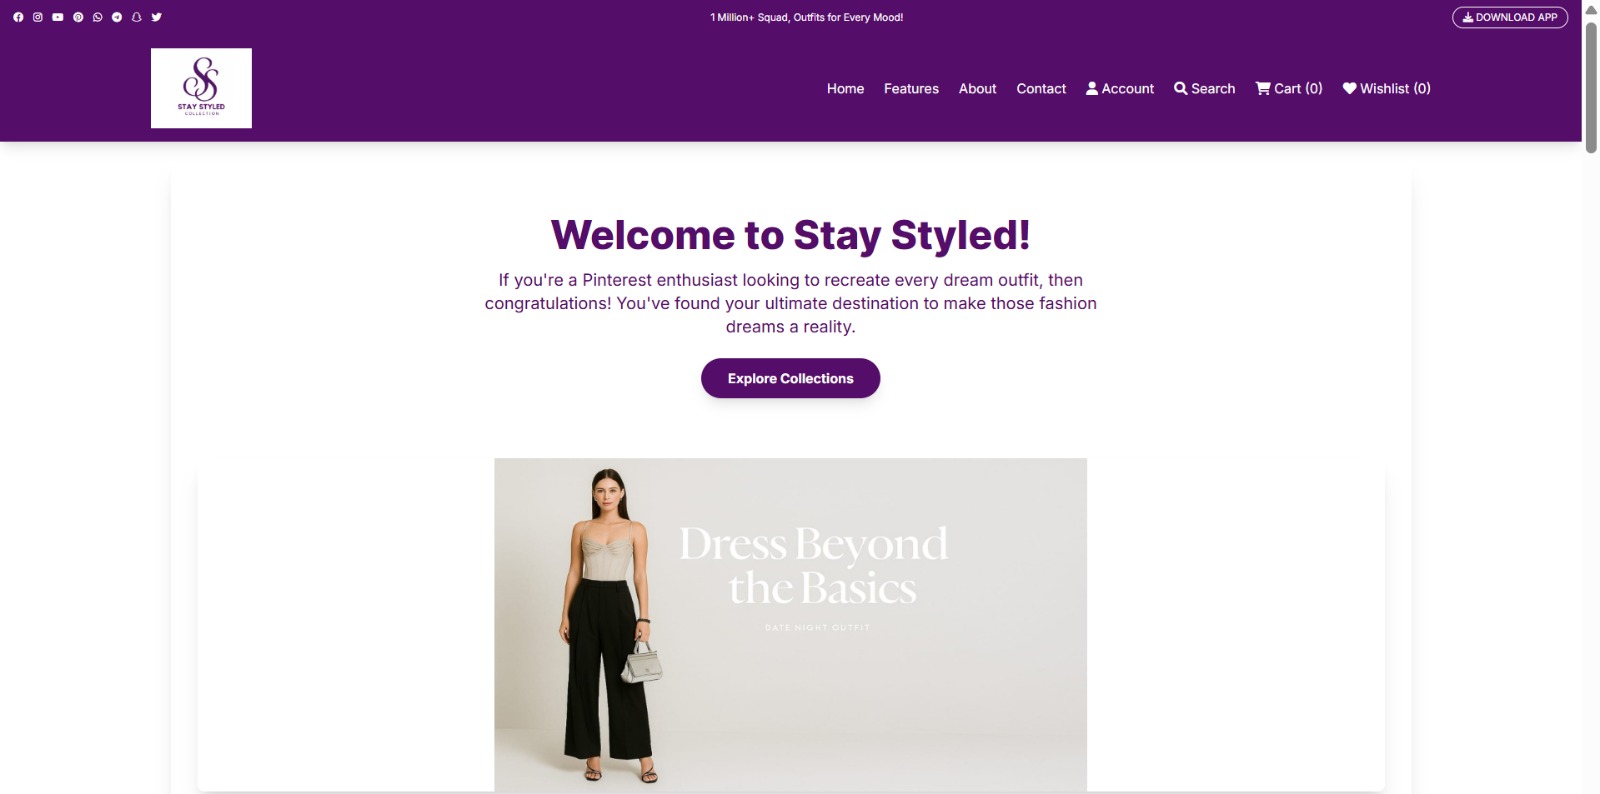 1 Million+ Squad, Outfits for Every Mood!
DOWNLOAD APP
SS
STAY STYLED
COLLECTION
Home Features About Contact Account Search Cart (0) Wishlist (0)
Welcome to Stay Styled!
If you're a Pinterest enthusiast looking to recreate every dream outfit, then
congratulations! You've found your ultimate destination to make those fashion
dreams a reality.
Explore Collections
Dress Beyond
the Basics
DATE NIGHT OUTFIT